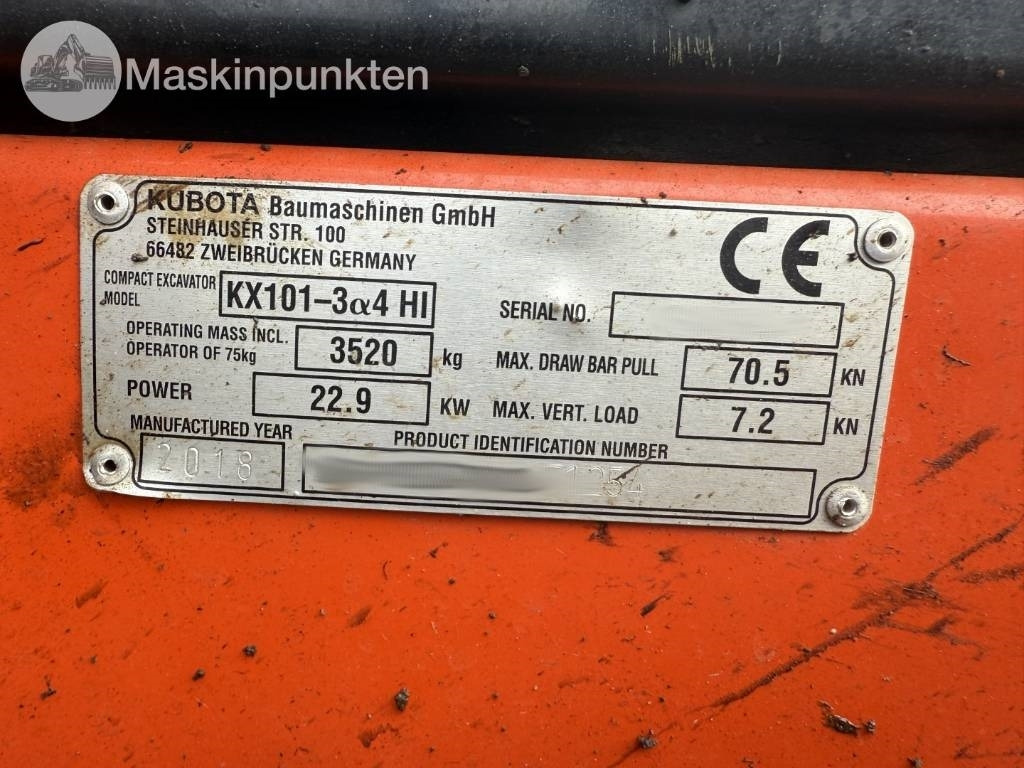 Maskinpunkten
KUBOTA Baumaschinen GmbH
STEINHAUSER STR. 100
66482 ZWEIBRÜCKEN GERMANY
CE
COMPACT EXCAVATOR MODEL KX101-3α4 HI
SERIAL NO.
OPERATING MASS INCL. OPERATOR OF 75kg 3520 kg
MAX. DRAW BAR PULL 70.5 KN
POWER 22.9 KW
MAX. VERT. LOAD 7.2 KN
MANUFACTURED YEAR
2018
PRODUCT IDENTIFICATION NUMBER